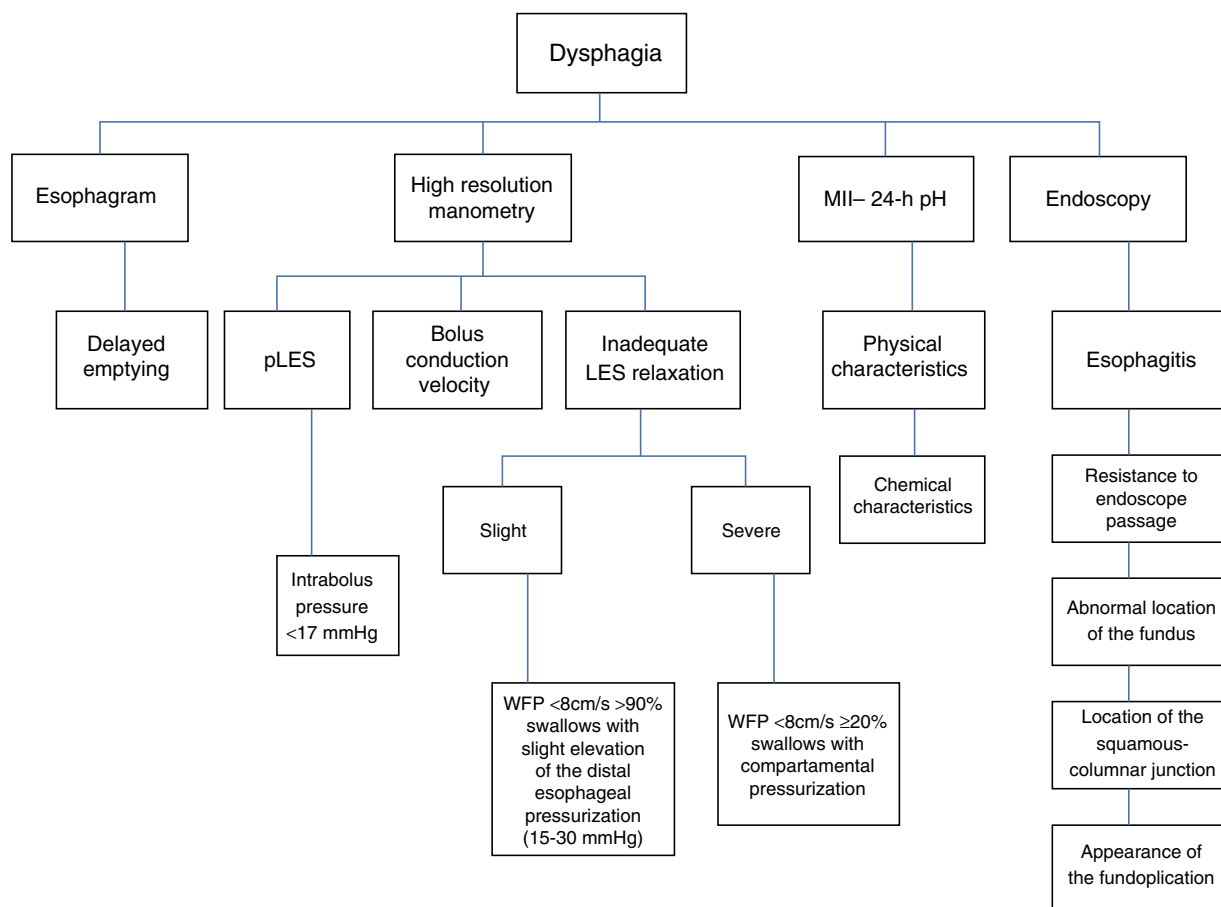 Dysphagia
Esophagram
High resolution
manometry
MII– 24-h pH
Endoscopy
Delayed
emptying
pLES
Bolus
conduction
velocity
Inadequate
LES relaxation
Physical
characteristics
Esophagitis
Slight
Severe
Chemical
characteristics
Resistance to
endoscope
passage
Intrabolus
pressure
<17 mmHg
Abnormal location
of the fundus
WFP <8cm/s >90%
swallows with
slight elevation
of the distal
esophageal
pressurization
(15-30 mmHg)
WFP <8cm/s ≥20%
swallows with
compartamental
pressurization
Location of the
squamous-
columnar junction
Appearance of
the fundoplication